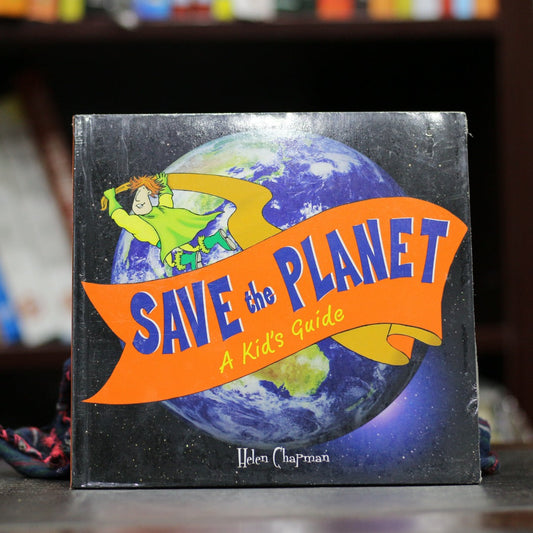 SAVE the PLANET
A Kid's Guide
Helen Chapman